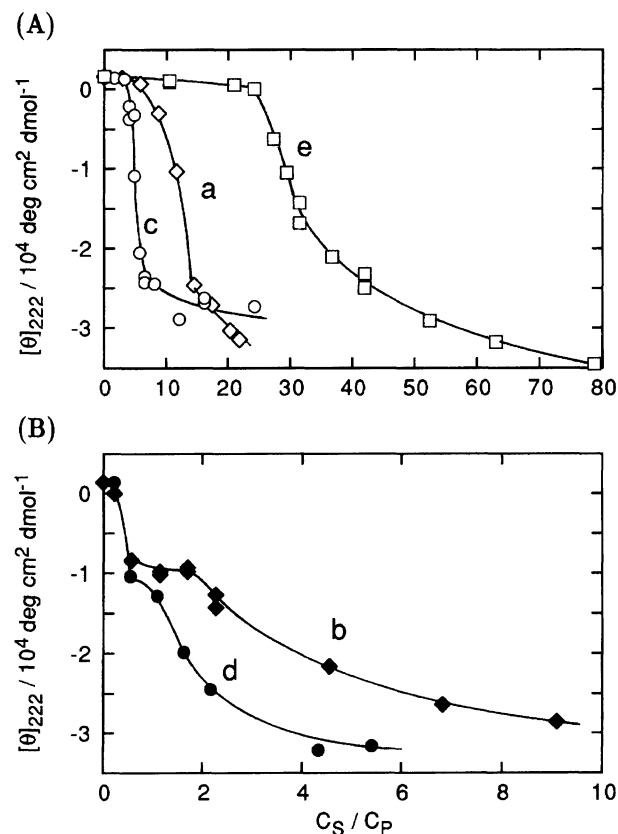 (A)
0
-1
-2
-3
[θ]222 / 10⁴ deg cm² dmol⁻¹
c
a
e
0 10 20 30 40 50 60 70 80
(B)
0
-1
-2
-3
[θ]222 / 10⁴ deg cm² dmol⁻¹
b
d
0 2 4 6 8 10
CS / CP